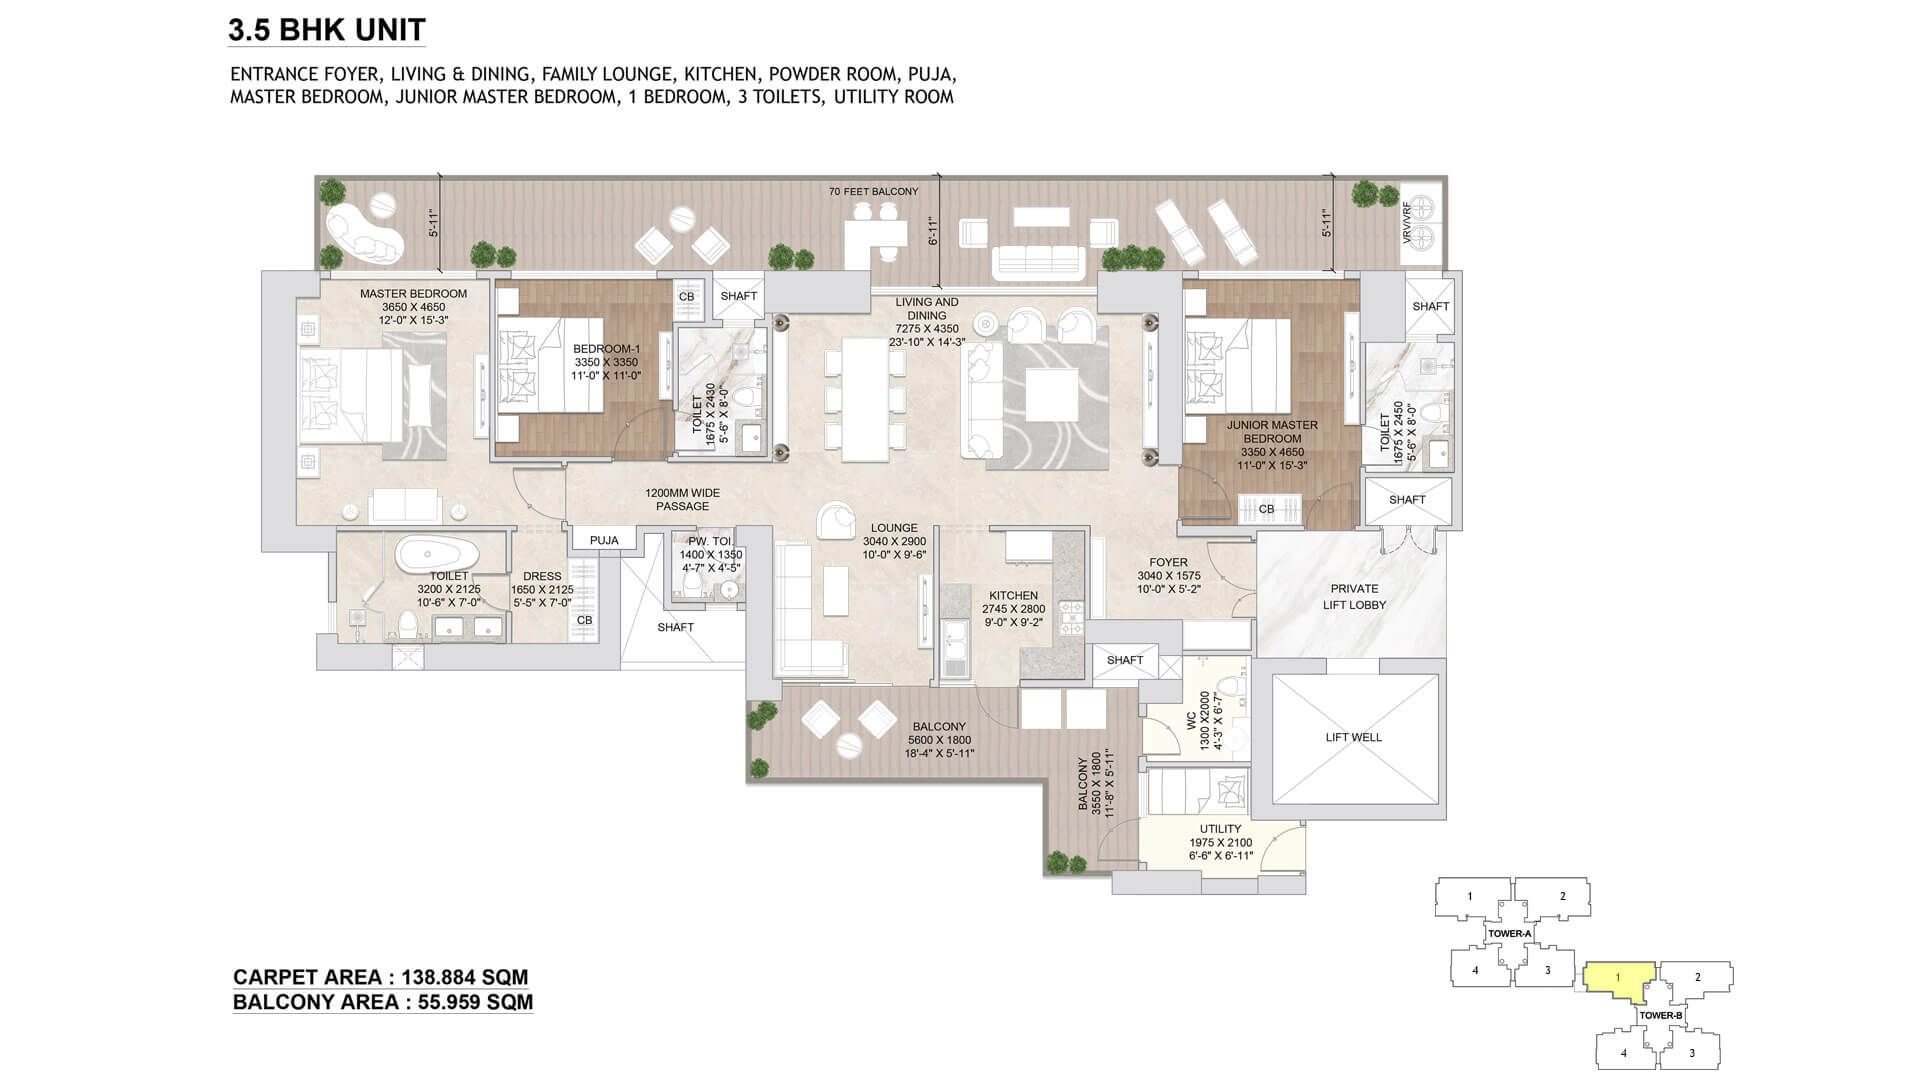 3.5 BHK UNIT
ENTRANCE FOYER, LIVING & DINING, FAMILY LOUNGE, KITCHEN, POWDER ROOM, PUJA,
MASTER BEDROOM, JUNIOR MASTER BEDROOM, 1 BEDROOM, 3 TOILETS, UTILITY ROOM
70 FEET BALCONY
5'-11"
6'-11"
5'-11"
VRV/VRF
MASTER BEDROOM
3650 X 4650
12'-0" X 15'-3"
CB
SHAFT
BEDROOM-1
3350 X 3350
11'-0" X 11'-0"
TOILET
1675 X 2430
5'-6" X 8'-0"
LIVING AND
DINING
7275 X 4350
23'-10" X 14'-3"
JUNIOR MASTER
BEDROOM
3350 X 4650
11'-0" X 15'-3"
CB
SHAFT
TOILET
1675 X 2450
5'-6" X 8'-0"
SHAFT
1200MM WIDE
PASSAGE
PUJA
PW. TOI.
1400 X 1350
4'-7" X 4'-5"
LOUNGE
3040 X 2900
10'-0" X 9'-6"
TOILET
3200 X 2125
10'-6" X 7'-0"
DRESS
1650 X 2125
5'-5" X 7'-0"
CB
SHAFT
KITCHEN
2745 X 2800
9'-0" X 9'-2"
FOYER
3040 X 1575
10'-0" X 5'-2"
PRIVATE
LIFT LOBBY
SHAFT
WC
1300 X2000
4'-3" X 6'-7"
LIFT WELL
BALCONY
5600 X 1800
18'-4" X 5'-11"
BALCONY
3550 X 1800
11'-8" X 5'-11"
UTILITY
1975 X 2100
6'-6" X 6'-11"
CARPET AREA : 138.884 SQM
BALCONY AREA : 55.959 SQM
1
2
TOWER-A
4
3
1
2
TOWER-B
4
3